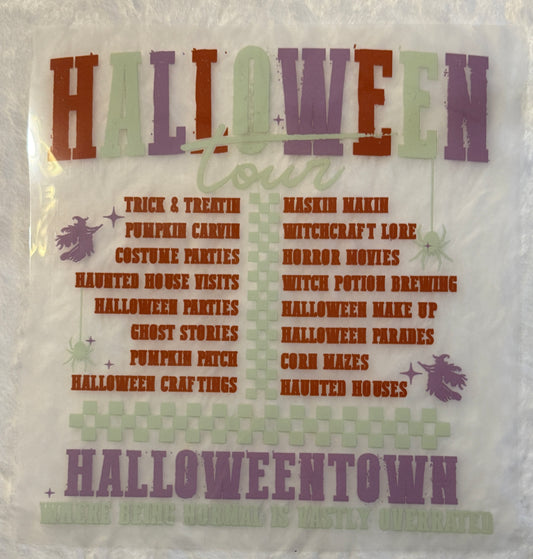 HALLOWEEN
tour
TRICK & TREATIN
PUMPKIN CARVIN
COSTUME PARTIES
HAUNTED HOUSE VISITS
HALLOWEEN PARTIES
GHOST STORIES
PUMPKIN PATCH
HALLOWEEN CRAFTINGS
MASKIN MAKIN
WITCHCRAFT LORE
HORROR MOVIES
WITCH POTION BREWING
HALLOWEEN MAKE UP
HALLOWEEN PARADES
CORN MAZES
HAUNTED HOUSES
HALLOWEENTOWN
WHERE BEING NORMAL IS VASTLY OVERRATED